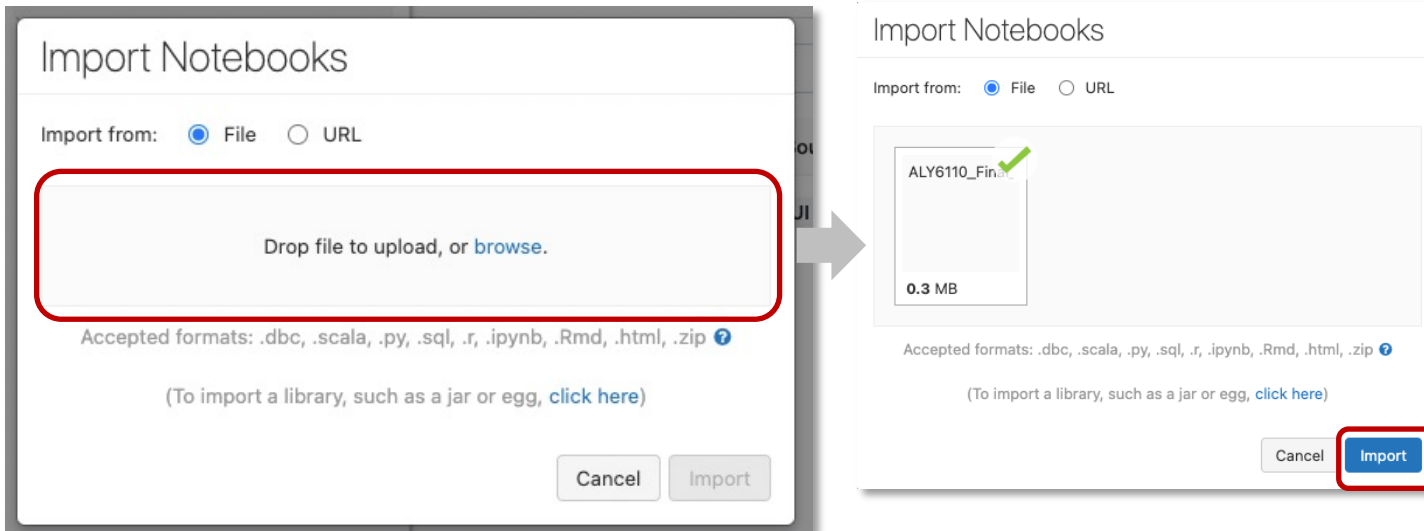 Import Notebooks
Import from: File URL
Drop file to upload, or browse.
Accepted formats: .dbc, .scala, .py, .sql, .r, .ipynb, .Rmd, .html, .zip
(To import a library, such as a jar or egg, click here)
Cancel Import
Import Notebooks
Import from: File URL
ALY6110_Fina
0.3 MB
Accepted formats: .dbc, .scala, .py, .sql, .r, .ipynb, .Rmd, .html, .zip
(To import a library, such as a jar or egg, click here)
Cancel Import